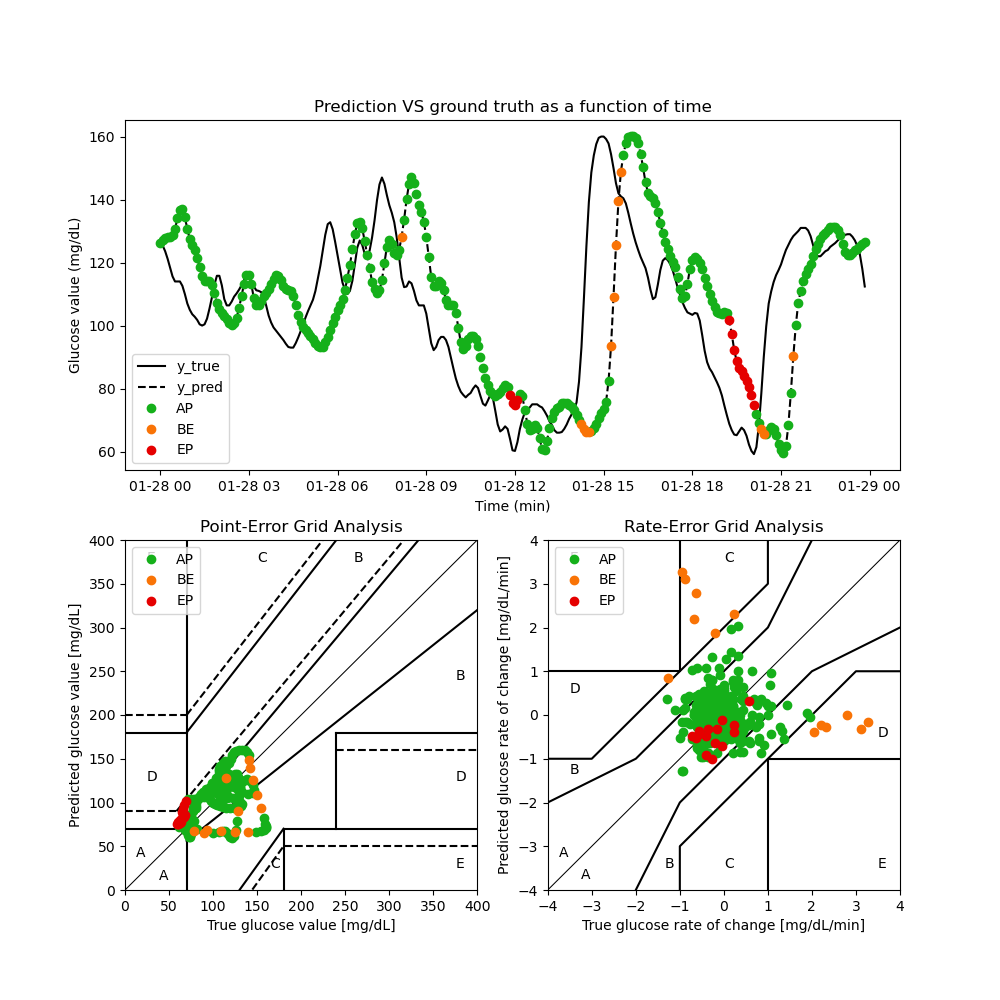 Prediction VS ground truth as a function of time
Glucose value (mg/dL)
160
140
120
100
80
60
y_true
y_pred
AP
BE
EP
01-28 00 01-28 03 01-28 06 01-28 09 01-28 12 01-28 15 01-28 18 01-28 21 01-29 00
Time (min)
Point-Error Grid Analysis
Predicted glucose value [mg/dL]
400
350
300
250
200
150
100
50
0
AP
BE
EP
C B
B
D D
A
A
C
E
0 50 100 150 200 250 300 350 400
True glucose value [mg/dL]
Rate-Error Grid Analysis
Predicted glucose rate of change [mg/dL/min]
4
3
2
1
0
−1
−2
−3
−4
AP
BE
EP
C
D
D
B
A
A
B C E
−4 −3 −2 −1 0 1 2 3 4
True glucose rate of change [mg/dL/min]